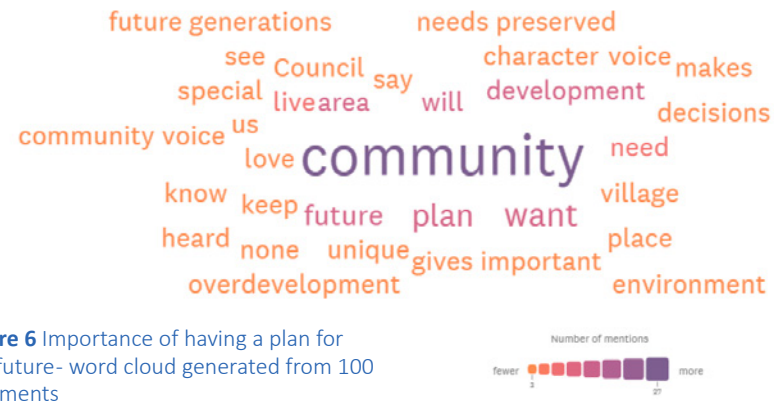 future generations needs preserved
see Council say character voice makes
special live area will development decisions
community voice us love community need
know keep future plan want village
heard none unique gives important place
overdevelopment environment
re 6 Importance of having a plan for
future - word cloud generated from 100
ments
Number of mentions
fewer more
3 27